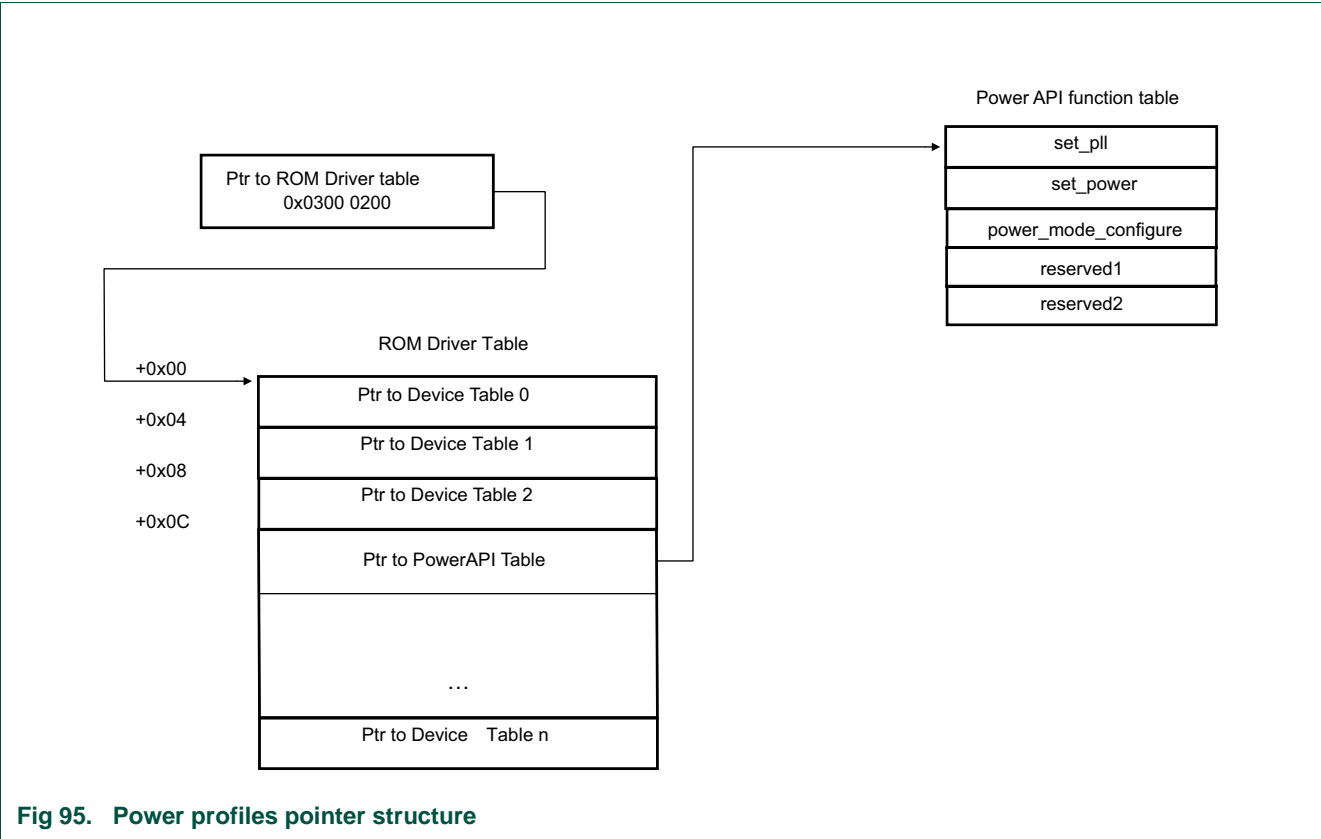 Power API function table
set_pll
set_power
power_mode_configure
reserved1
reserved2
Ptr to ROM Driver table
0x0300 0200
ROM Driver Table
+0x00
Ptr to Device Table 0
+0x04
Ptr to Device Table 1
+0x08
Ptr to Device Table 2
+0x0C
Ptr to PowerAPI Table
…
Ptr to Device Table n
Fig 95. Power profiles pointer structure